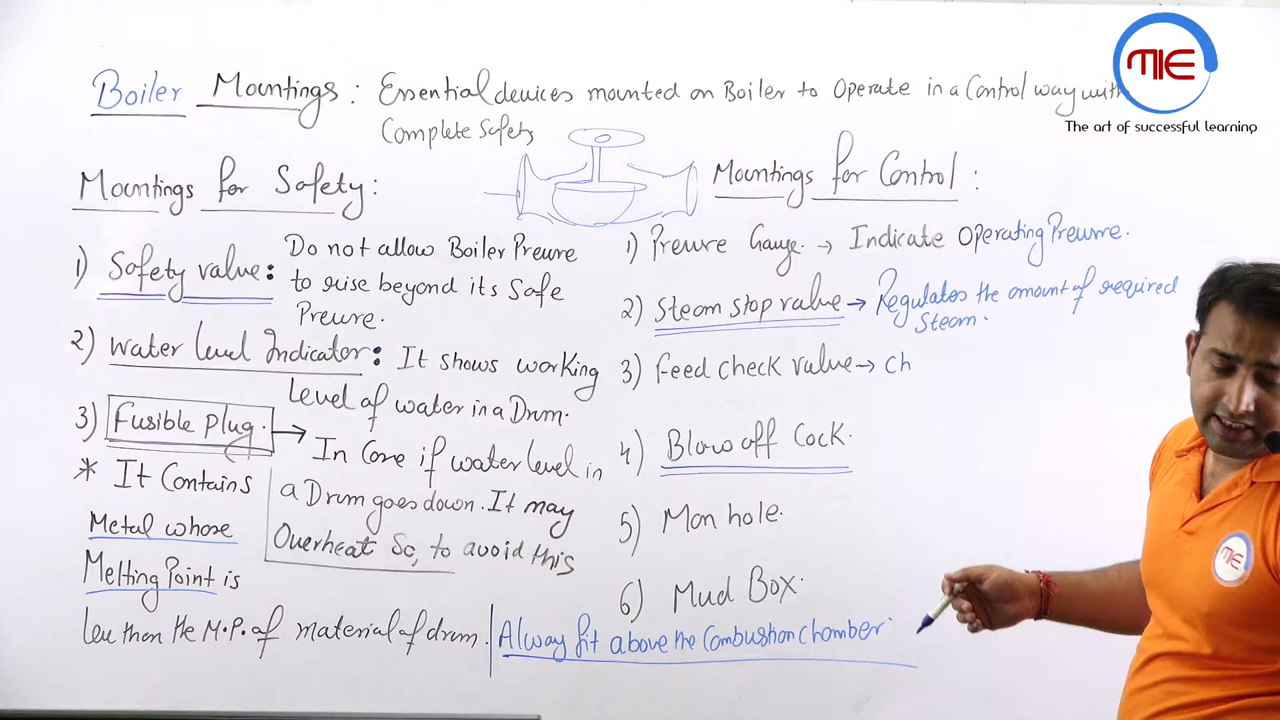 Boiler Mountings : Essential devices mounted on Boiler to Operate in a Control way with
Complete Safety
Mountings for Safety :
1) Safety valve : Do not allow Boiler Pressure
to rise beyond its Safe
Pressure.
2) Water level Indicator : It shows working
Level of water in a Drum.
3) Fusible plug. → In Case if water level in
a Drum goes down. It may
Overheat So, to avoid this
* It Contains
Metal whose
Melting Point is
Less than the M.P. of material of drum.
Alway fit above the Combustion Chamber.
Mountings for Control :
1) Pressure Gauge. → Indicate Operating Pressure.
2) Steam stop valve → Regulates the amount of required
Steam.
3) Feed check valve → Ch
4) Blow off Cock.
5) Man hole.
6) Mud Box.
MIE
The art of successful learning
MIE